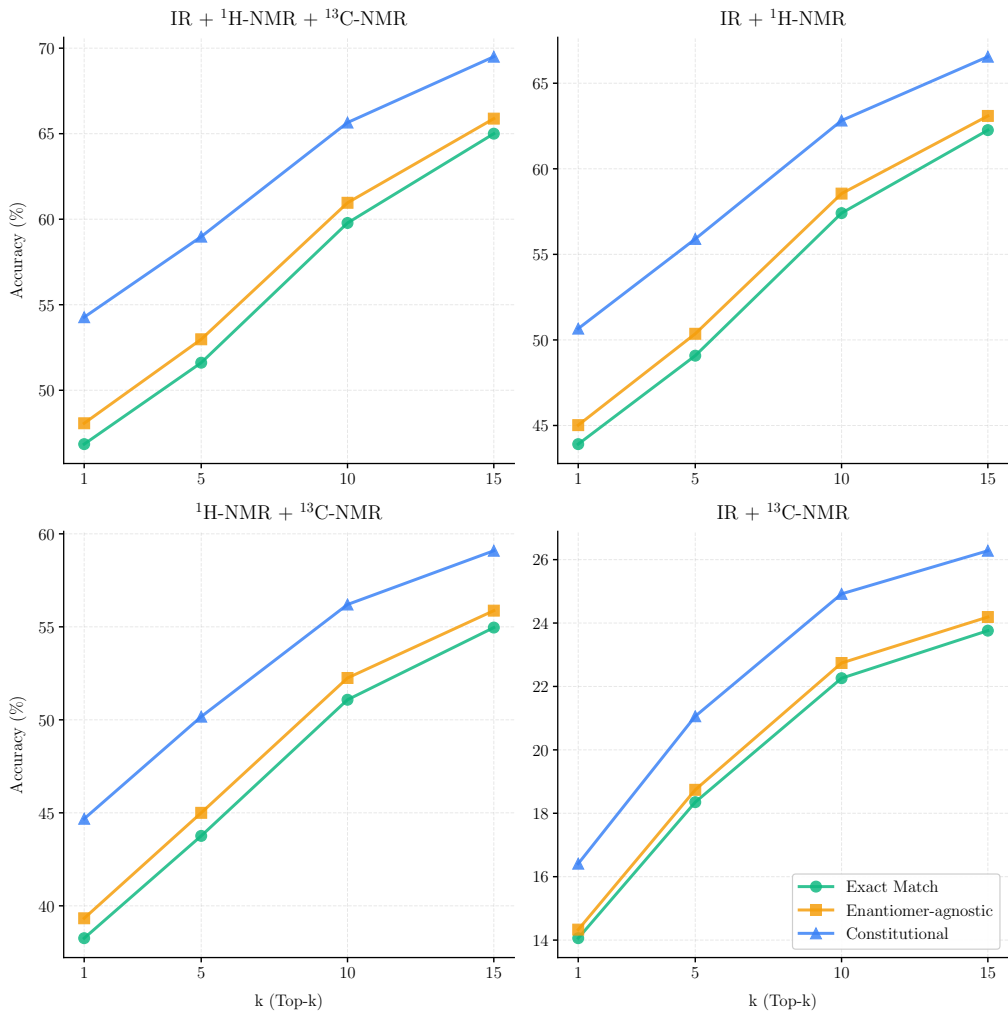 IR + ¹H-NMR + ¹³C-NMR
70
65
60
55
50
Accuracy (%)
1 5 10 15
IR + ¹H-NMR
65
60
55
50
45
1 5 10 15
¹H-NMR + ¹³C-NMR
60
55
50
45
40
Accuracy (%)
1 5 10 15
k (Top-k)
IR + ¹³C-NMR
26
24
22
20
18
16
14
Exact Match
Enantiomer-agnostic
Constitutional
1 5 10 15
k (Top-k)